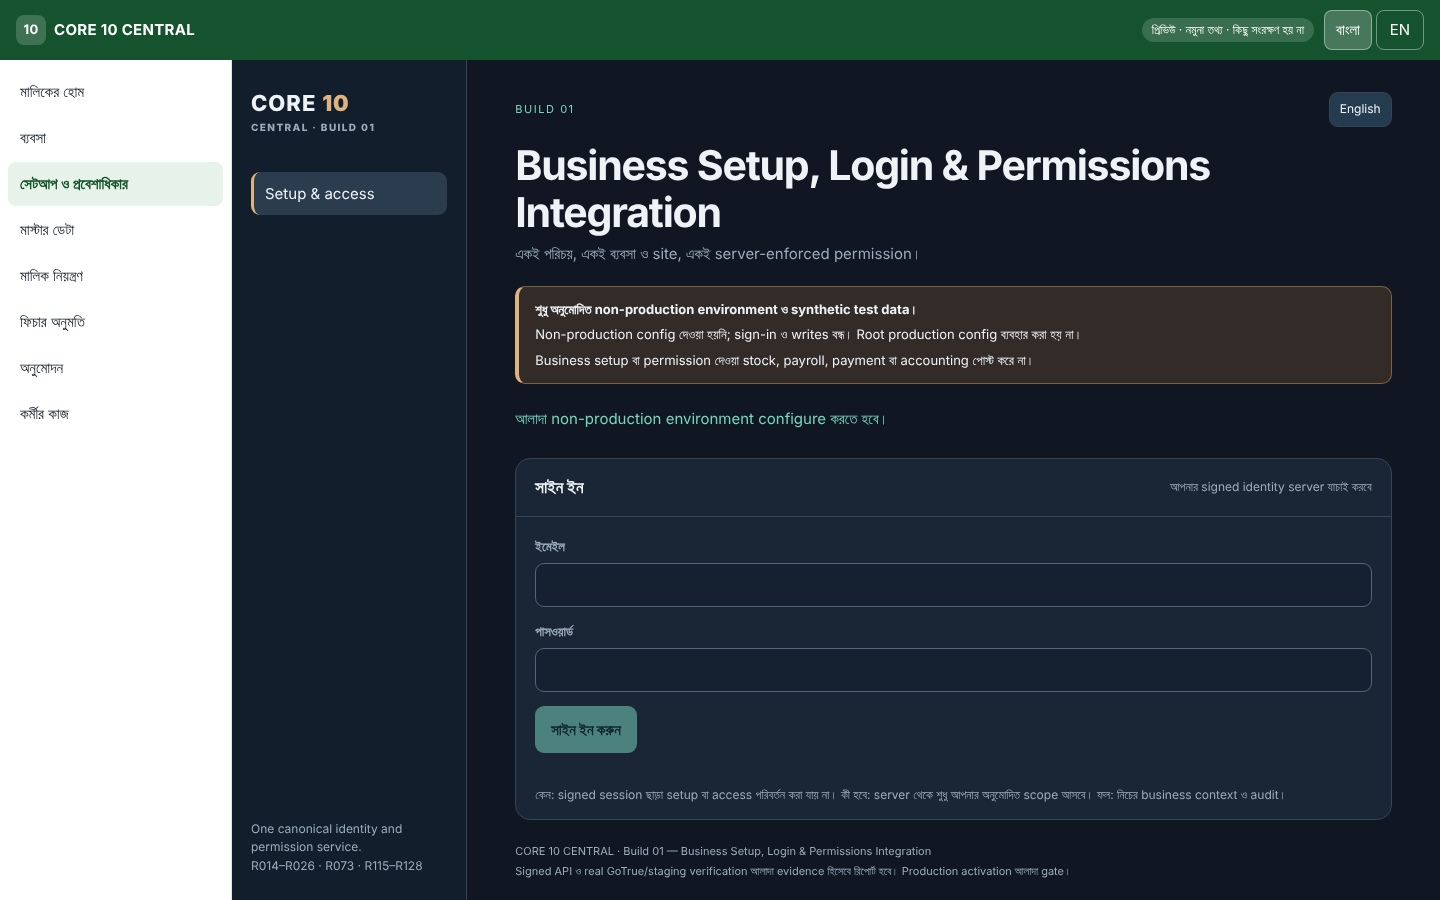 10 CORE 10 CENTRAL
প্রিভিউ · নমুনা তথ্য · কিছু সংরক্ষণ হয় না
বাংলা
EN
মালিকের হোম
ব্যবসা
সেটআপ ও প্রবেশাধিকার
মাস্টার ডেটা
মালিক নিয়ন্ত্রণ
ফিচার অনুমতি
অনুমোদন
কর্মীর কাজ
CORE 10
CENTRAL · BUILD 01
Setup & access
One canonical identity and
permission service.
R014–R026 · R073 · R115–R128
BUILD 01
English
Business Setup, Login & Permissions
Integration
একই পরিচয়, একই ব্যবসা ও site, একই server-enforced permission।
শুধু অনুমোদিত non-production environment ও synthetic test data।
Non-production config দেওয়া হয়নি; sign-in ও writes বন্ধ। Root production config ব্যবহার করা হয় না।
Business setup বা permission দেওয়া stock, payroll, payment বা accounting পোস্ট করে না।
আলাদা non-production environment configure করতে হবে।
সাইন ইন
আপনার signed identity server যাচাই করবে
ইমেইল
পাসওয়ার্ড
সাইন ইন করুন
কেন: signed session ছাড়া setup বা access পরিবর্তন করা যায় না। কী হবে: server থেকে শুধু আপনার অনুমোদিত scope আসবে। ফল: নিচের business context ও audit।
CORE 10 CENTRAL · Build 01 — Business Setup, Login & Permissions Integration
Signed API ও real GoTrue/staging verification আলাদা evidence হিসেবে রিপোর্ট হবে। Production activation আলাদা gate।